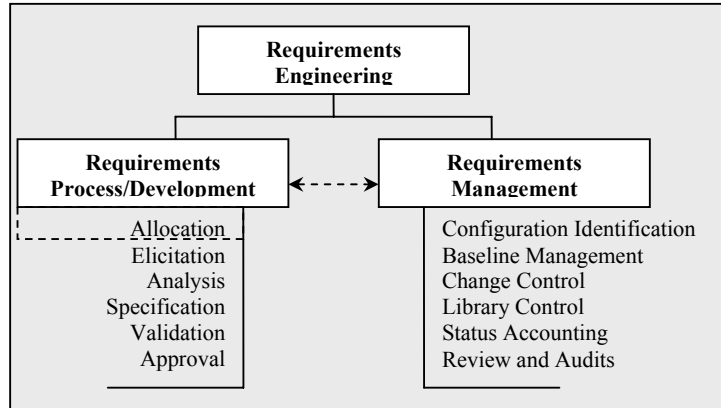 Requirements
Engineering
Requirements
Process/Development
Requirements
Management
Allocation
Elicitation
Analysis
Specification
Validation
Approval
Configuration Identification
Baseline Management
Change Control
Library Control
Status Accounting
Review and Audits